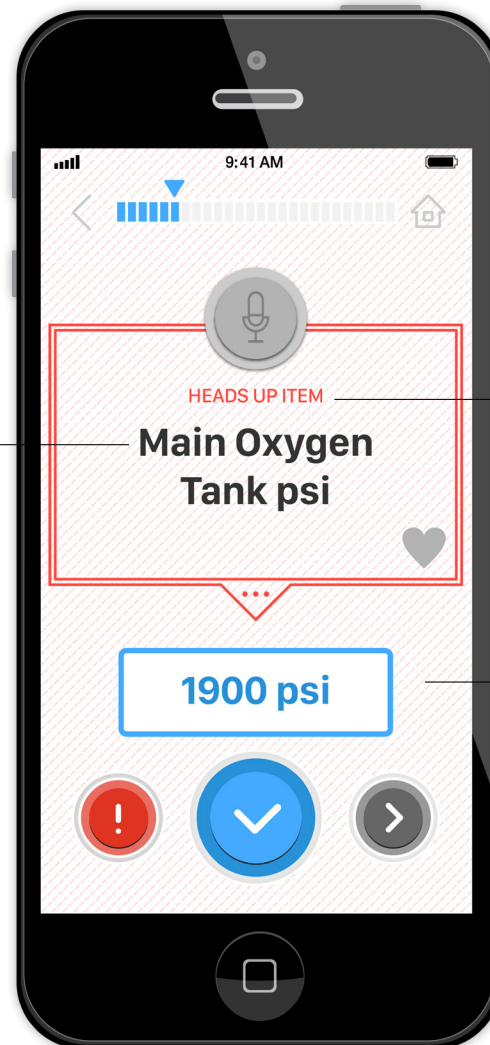 9:41 AM
HEADS UP ITEM
Main Oxygen
Tank psi
1900 psi